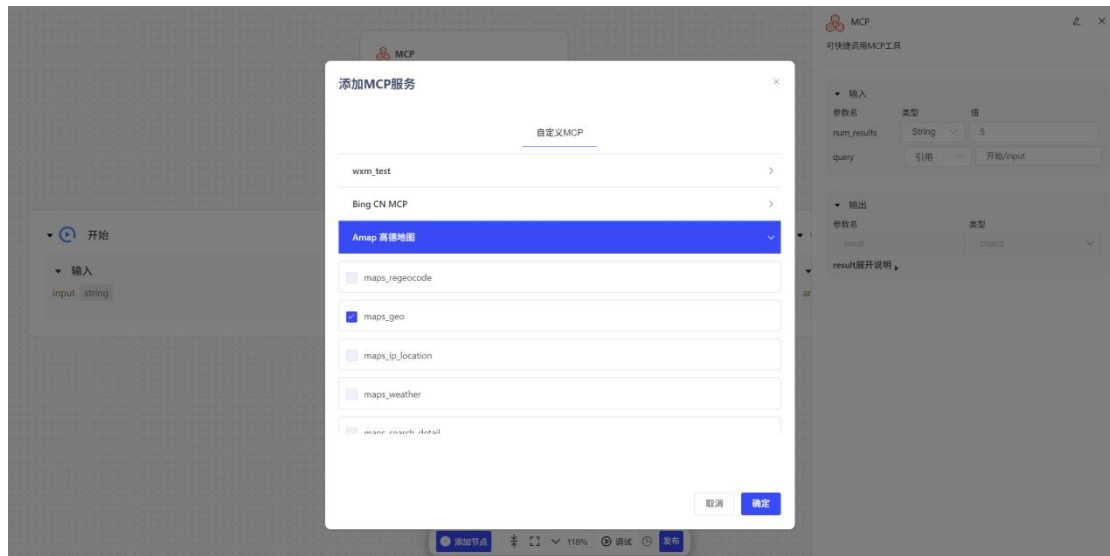 MCP
添加MCP服务
自定义MCP
wxm_test
Bing CN MCP
Amap 高德地图
maps_regeocode
maps_geo
maps_ip_location
maps_weather
maps_search_detail
取消 确定
开始
输入
input string
ar
添加节点 118% 调试 发布
MCP
可快捷调用MCP工具
输入
参数名 类型 值
num_results String 5
query 引用 开始/input
输出
参数名 类型
result object
result展开说明